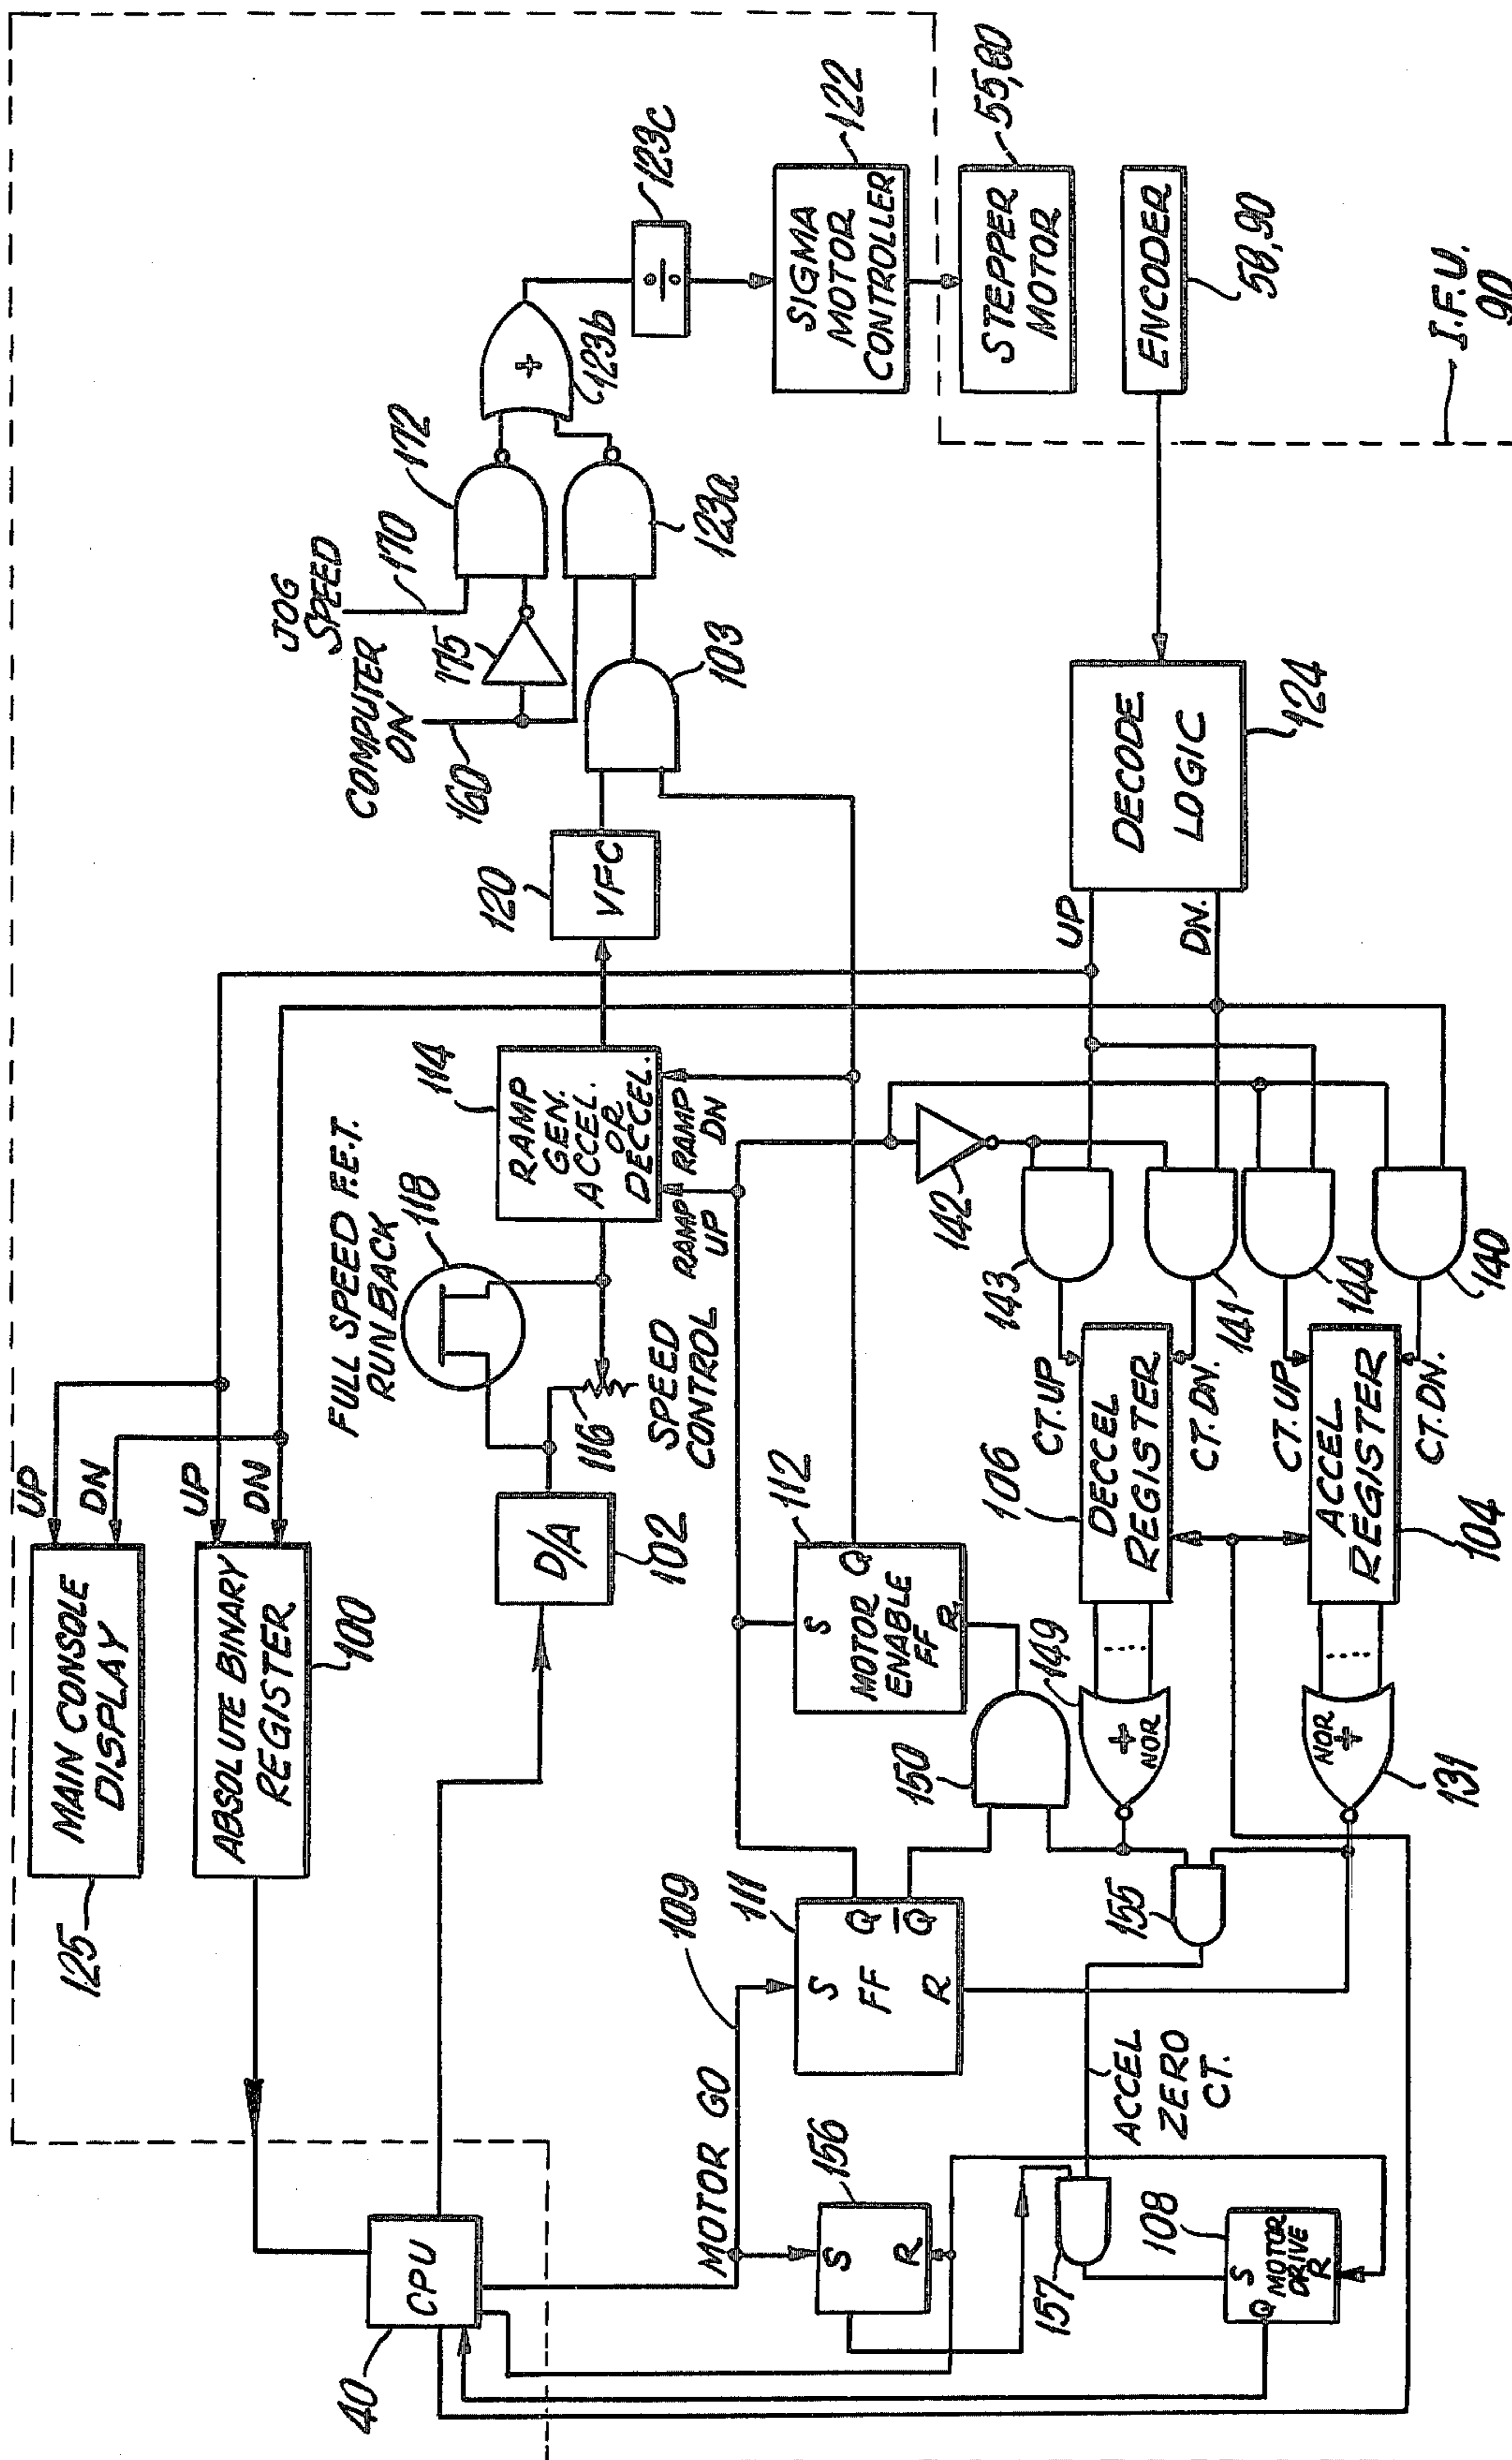 UP
DN
MAIN CONSOLE
DISPLAY
125
UP
DN
ABSOLUTE BINARY
REGISTER
100
CPU
40
D/A
102
FULL SPEED F.E.T.
RUN BACK
118
116
SPEED
CONTROL
114
RAMP
GEN.
ACCEL.
OR
DECCEL.
RAMP
UP
RAMP
DN
120
VFC
COMPUTER
ON
160
JOG
SPEED
170
175
172
103
123a
+
123b
÷
123c
SIGMA
MOTOR
CONTROLLER
122
STEPPER
MOTOR
55,80
ENCODER
58,90
I.F.U.
90
DECODE
LOGIC
124
UP
DN.
MOTOR GO
109
111
S
FF
R
Q
Q
112
S
MOTOR
ENABLE
FF
R
Q
150
149
+
NOR
106
DECCEL
REGISTER
CT.UP
CT.DN.
142
143
141
144
140
CT.UP
CT.DN.
ACCEL
REGISTER
104
NOR
+
131
155
ACCEL
ZERO
CT.
156
S
R
157
108
S
MOTOR
DRIVE
R
Q